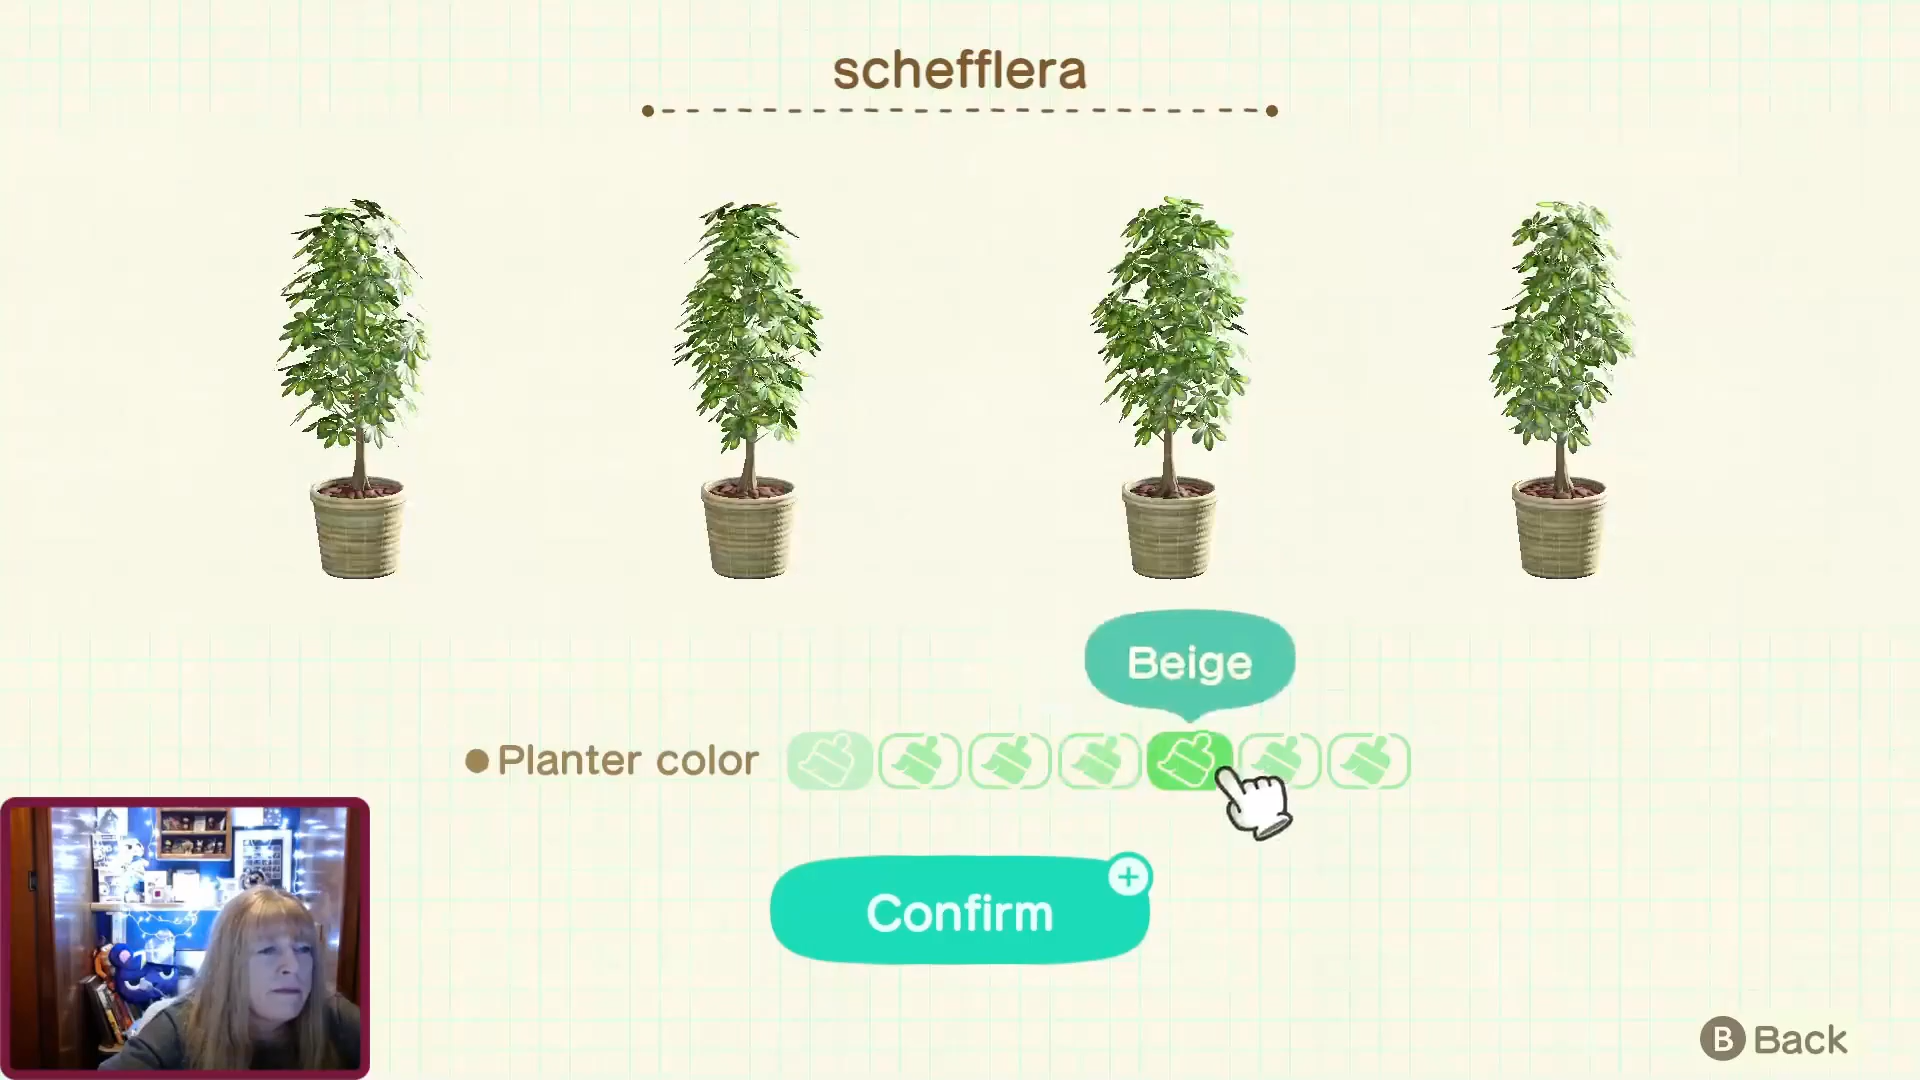 schefflera
Beige
Planter color
Confirm
B Back